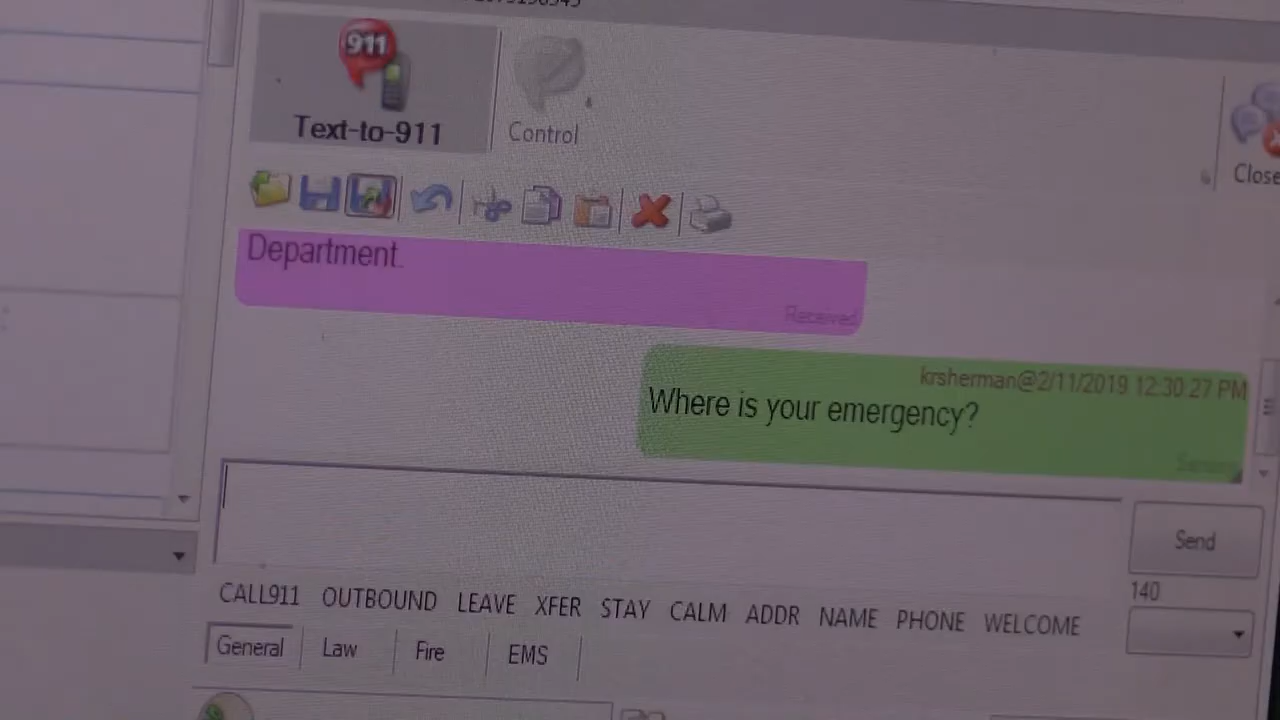 911
Text-to-911
Control
Close
Department.
Received
krsherman@2/11/2019 12:30:27 PM
Where is your emergency?
Send
140
CALL911 OUTBOUND LEAVE XFER STAY CALM ADDR NAME PHONE WELCOME
General Law Fire EMS